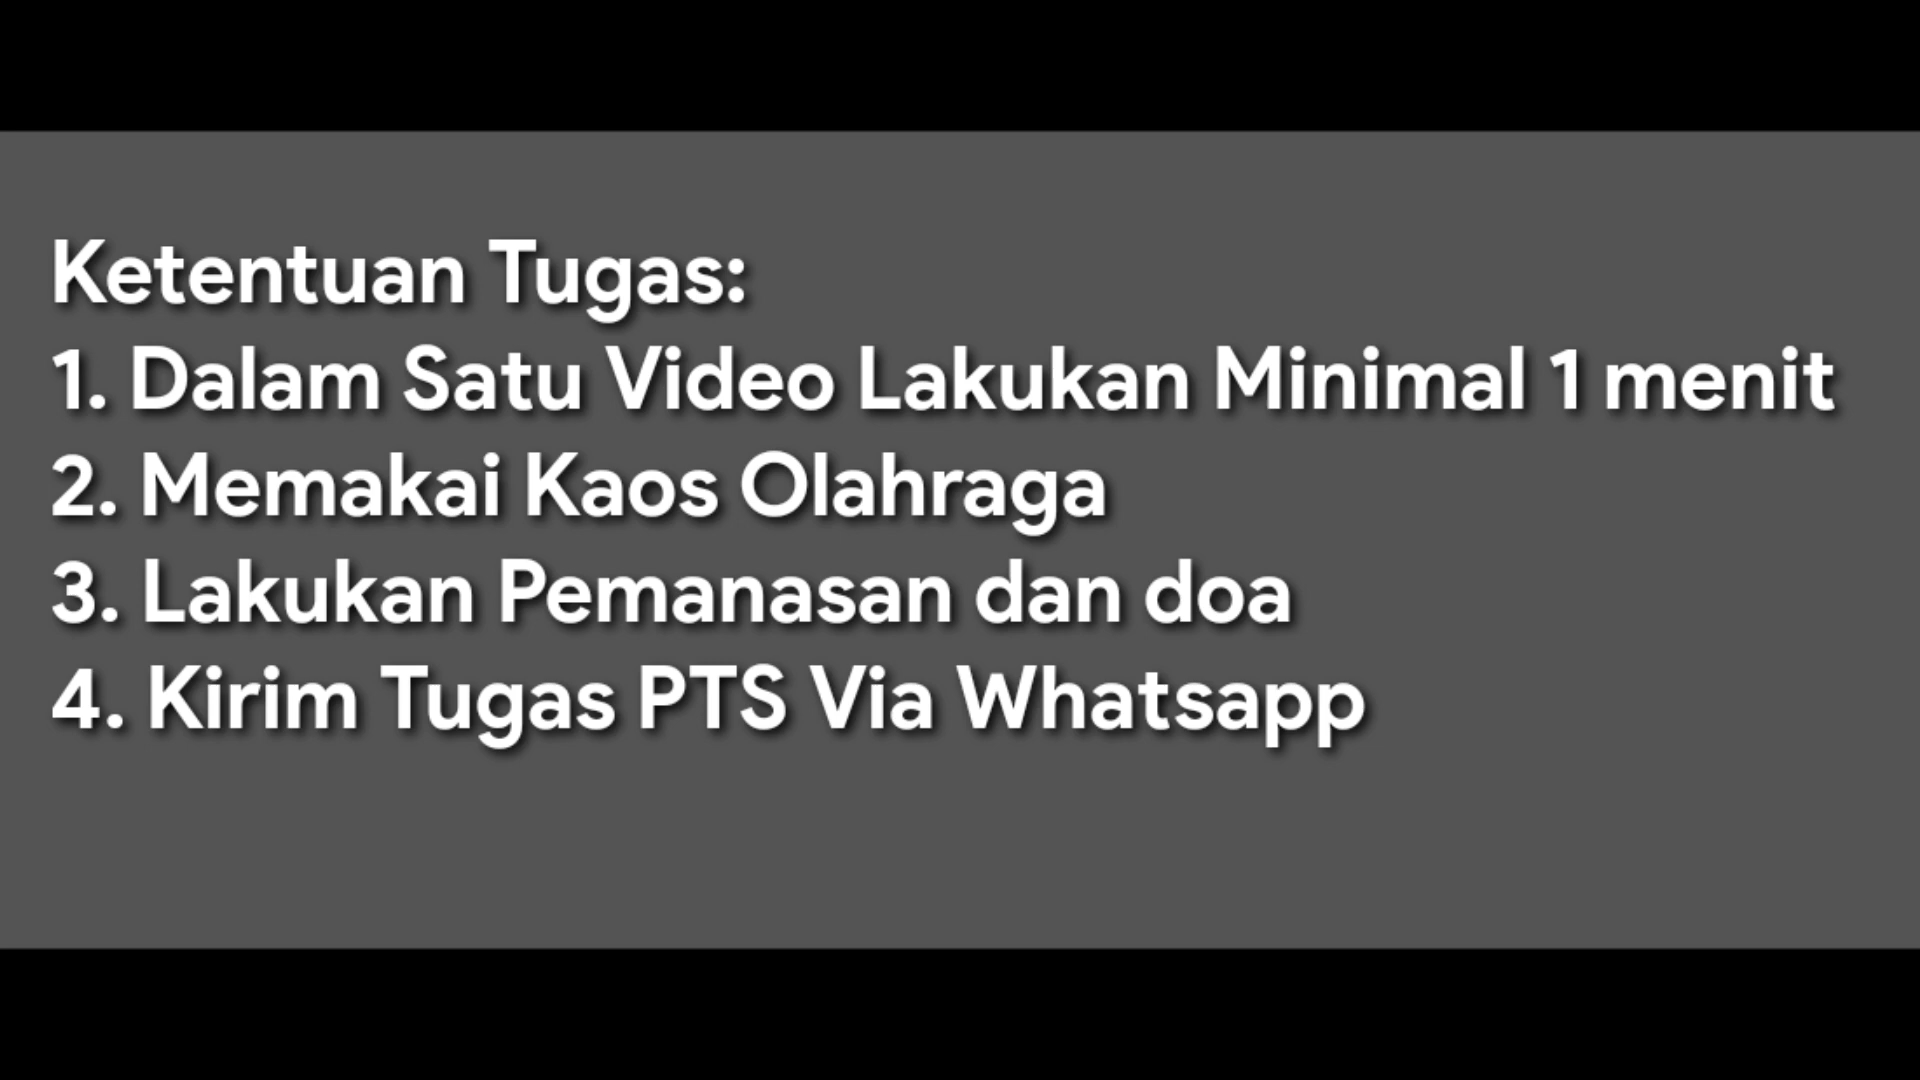 Ketentuan Tugas:
1. Dalam Satu Video Lakukan Minimal 1 menit
2. Memakai Kaos Olahraga
3. Lakukan Pemanasan dan doa
4. Kirim Tugas PTS Via Whatsapp